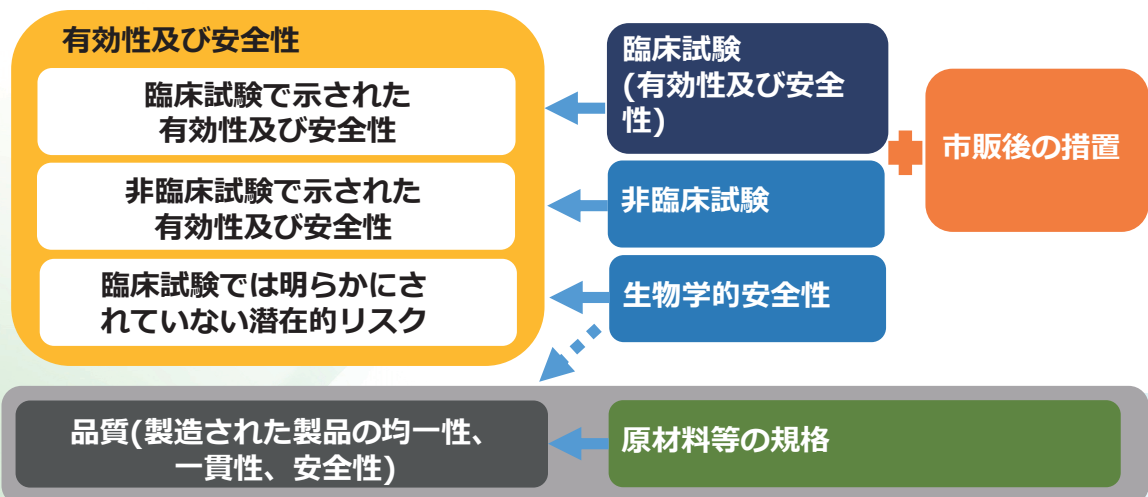 有効性及び安全性
臨床試験で示された
有効性及び安全性
非臨床試験で示された
有効性及び安全性
臨床試験では明らかにさ
れていない潜在的リスク
臨床試験
(有効性及び安全
性)
非臨床試験
生物学的安全性
市販後の措置
品質(製造された製品の均一性、
一貫性、安全性)
原材料等の規格